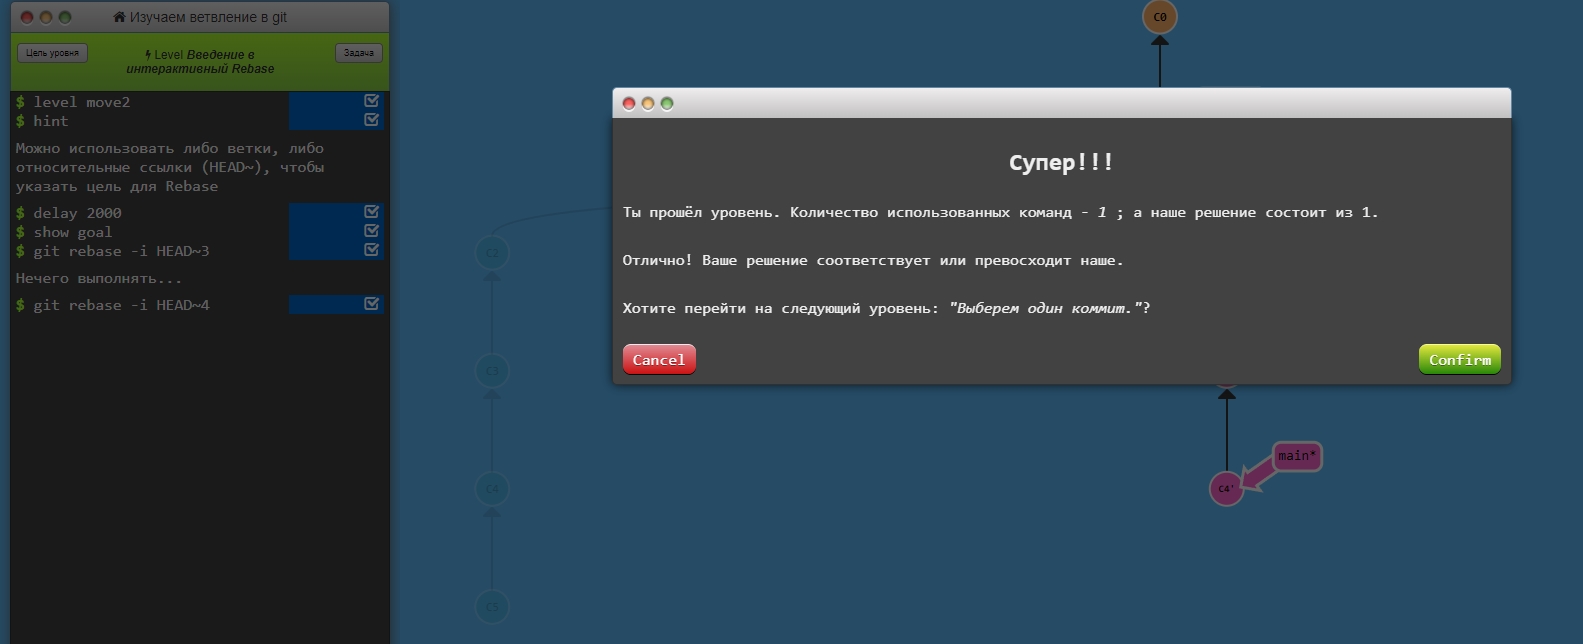 Изучаем ветвление в git
Цель уровня
Level Введение в
интерактивный Rebase
Задача
$ level move2
$ hint
Можно использовать либо ветки, либо
относительные ссылки (HEAD~), чтобы
указать цель для Rebase
$ delay 2000
$ show goal
$ git rebase -i HEAD~3
Нечего выполнять...
$ git rebase -i HEAD~4
C0
Супер!!!
Ты прошёл уровень. Количество использованных команд - 1 ; а наше решение состоит из 1.
Отлично! Ваше решение соответствует или превосходит наше.
Хотите перейти на следующий уровень: "Выберем один коммит."?
Cancel
Confirm
C2
C3
C4
C5
main*
C4'